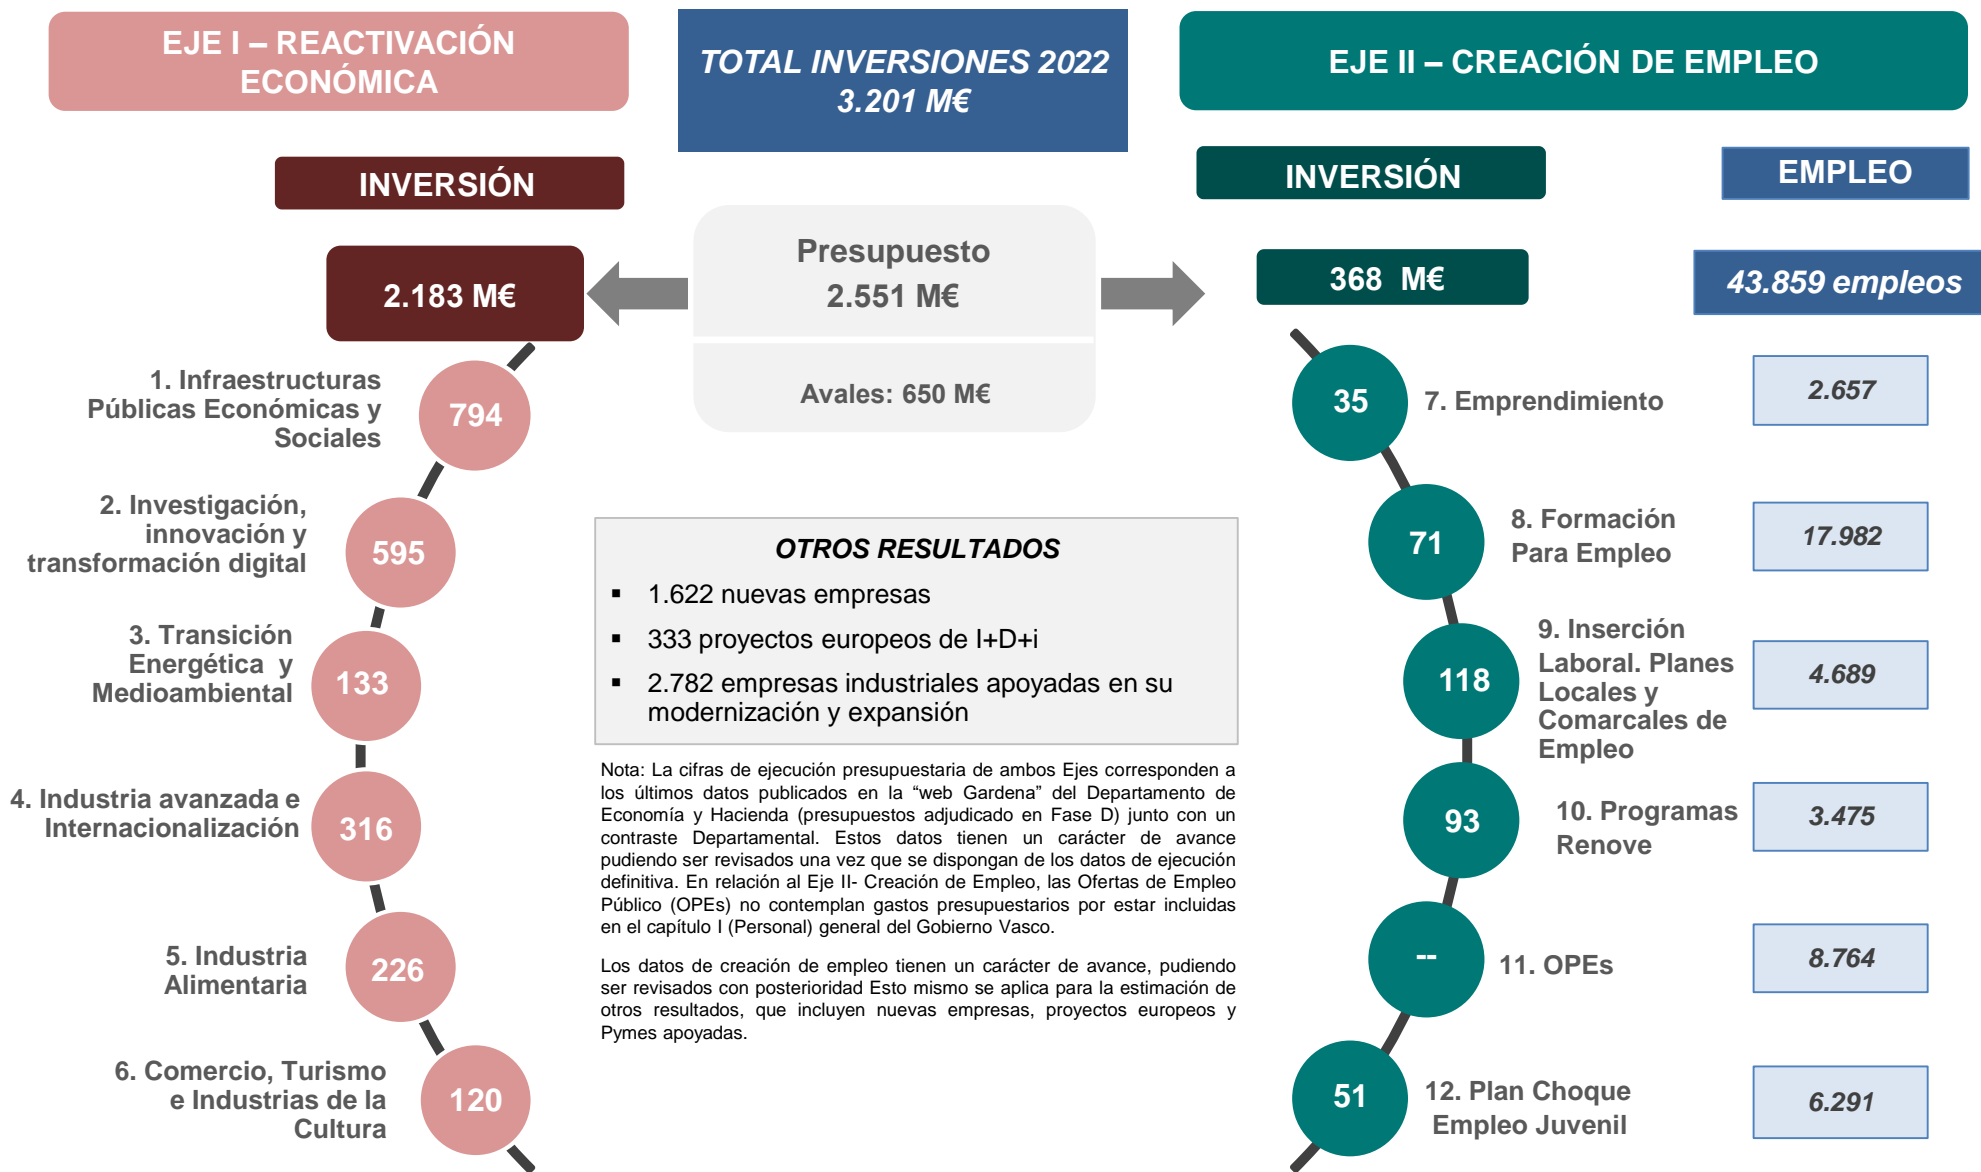 EJE I – REACTIVACIÓN
ECONÓMICA
TOTAL INVERSIONES 2022
3.201 M€
EJE II – CREACIÓN DE EMPLEO
INVERSIÓN
INVERSIÓN
EMPLEO
2.183 M€
Presupuesto
2.551 M€
Avales: 650 M€
368 M€
43.859 empleos
1. Infraestructuras
Públicas Económicas y
Sociales
794
2. Investigación,
innovación y
transformación digital
595
3. Transición
Energética y
Medioambiental
133
4. Industria avanzada e
Internacionalización
316
5. Industria
Alimentaria
226
6. Comercio, Turismo
e Industrias de la
Cultura
120
OTROS RESULTADOS
▪ 1.622 nuevas empresas
▪ 333 proyectos europeos de I+D+i
▪ 2.782 empresas industriales apoyadas en su
modernización y expansión
Nota: La cifras de ejecución presupuestaria de ambos Ejes corresponden a
los últimos datos publicados en la “web Gardena” del Departamento de
Economía y Hacienda (presupuestos adjudicado en Fase D) junto con un
contraste Departamental. Estos datos tienen un carácter de avance
pudiendo ser revisados una vez que se dispongan de los datos de ejecución
definitiva. En relación al Eje II- Creación de Empleo, las Ofertas de Empleo
Público (OPEs) no contemplan gastos presupuestarios por estar incluidas
en el capítulo I (Personal) general del Gobierno Vasco.
Los datos de creación de empleo tienen un carácter de avance, pudiendo
ser revisados con posterioridad Esto mismo se aplica para la estimación de
otros resultados, que incluyen nuevas empresas, proyectos europeos y
Pymes apoyadas.
35
7. Emprendimiento
2.657
71
8. Formación
Para Empleo
17.982
118
9. Inserción
Laboral. Planes
Locales y
Comarcales de
Empleo
4.689
93
10. Programas
Renove
3.475
--
11. OPEs
8.764
51
12. Plan Choque
Empleo Juvenil
6.291